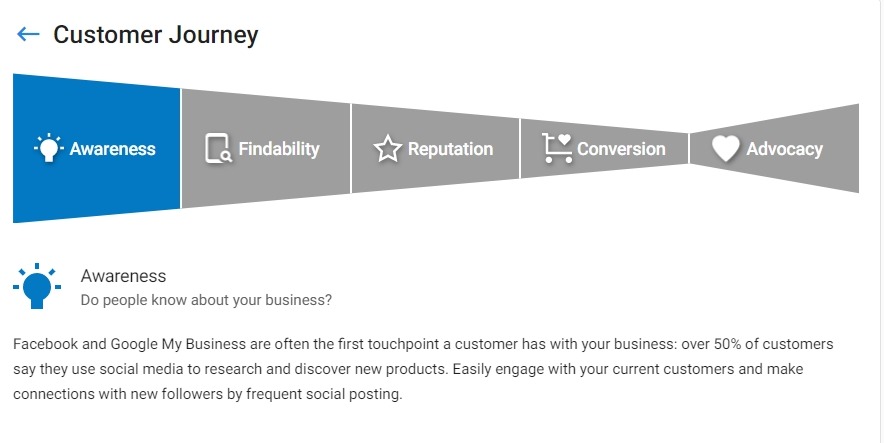 Customer Journey
Awareness
Findability
Reputation
Conversion
Advocacy
Awareness
Do people know about your business?
Facebook and Google My Business are often the first touchpoint a customer has with your business: over 50% of customers
say they use social media to research and discover new products. Easily engage with your current customers and make
connections with new followers by frequent social posting.